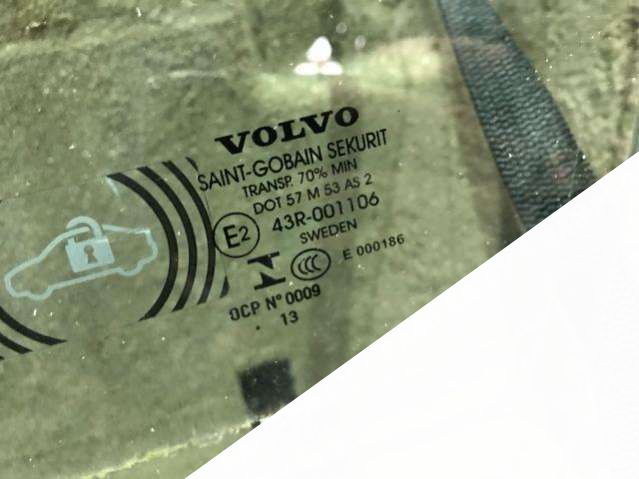 VOLVO
SAINT-GOBAIN SEKURIT
TRANSP. 70% MIN
DOT 57 M 53 AS 2
E2 43R-001106
SWEDEN
CCC E 000186
OCP N° 0009
. 13